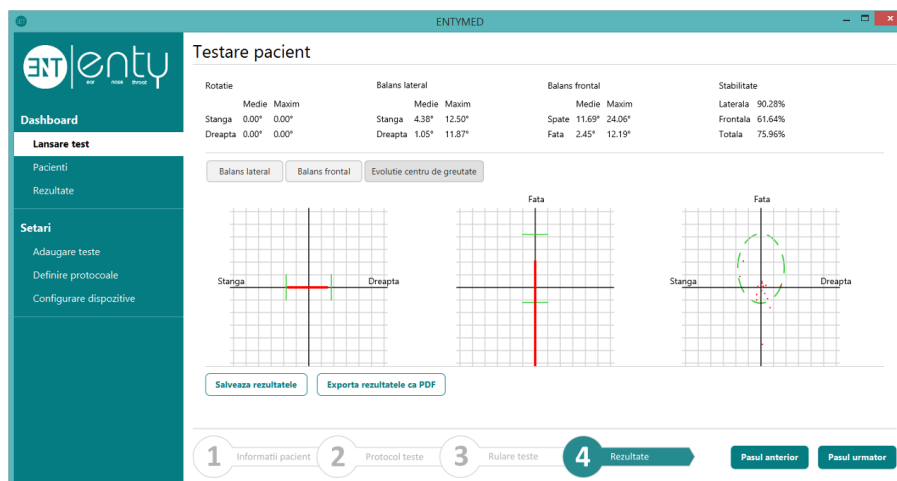 ENTYMED
ENT enty
ear nose throat
Dashboard
Lansare test
Pacienti
Rezultate
Setari
Adaugare teste
Definire protocoale
Configurare dispozitive
Testare pacient
Rotatie
Medie Maxim
Stanga 0.00° 0.00°
Dreapta 0.00° 0.00°
Balans lateral
Medie Maxim
Stanga 4.38° 12.50°
Dreapta 1.05° 11.87°
Balans frontal
Medie Maxim
Spate 11.69° 24.06°
Fata 2.45° 12.19°
Stabilitate
Laterala 90.28%
Frontala 61.64%
Totala 75.96%
Balans lateral Balans frontal Evolutie centru de greutate
Stanga Dreapta
Fata
Fata
Stanga Dreapta
Salveaza rezultatele Exporta rezultatele ca PDF
1 Informatii pacient 2 Protocol teste 3 Rulare teste 4 Rezultate
Pasul anterior Pasul urmator